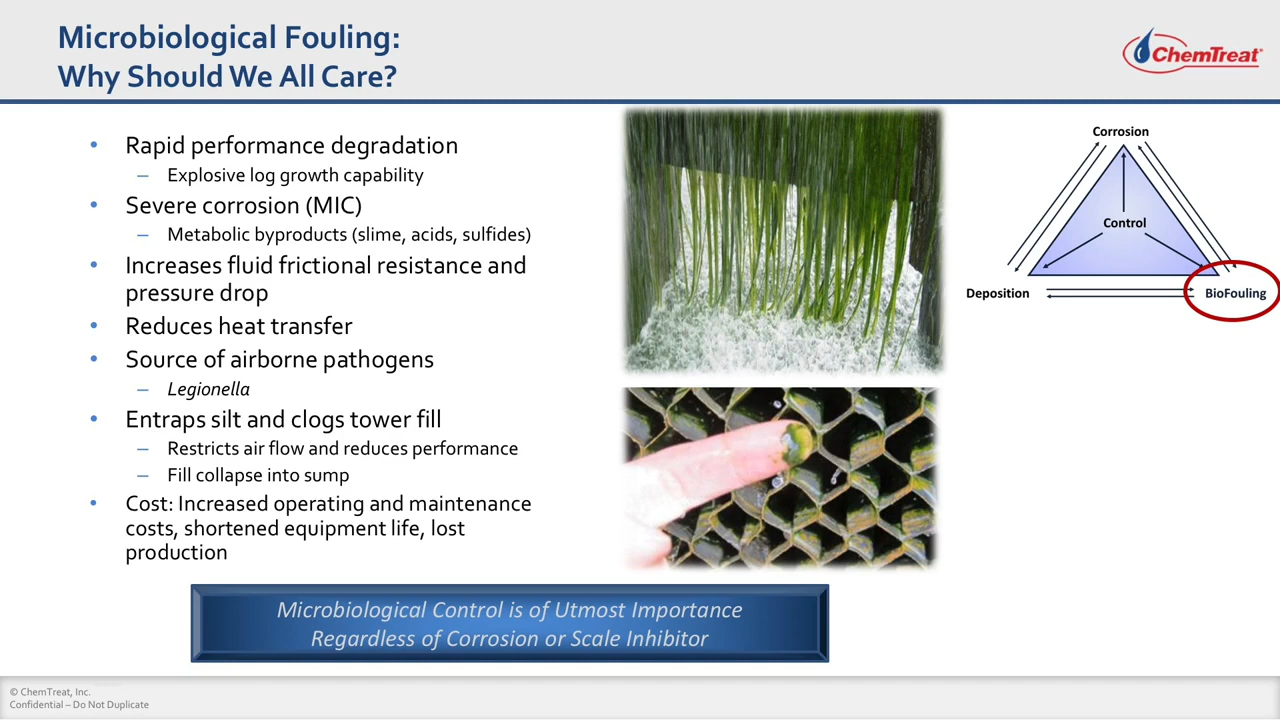 Microbiological Fouling:
Why Should We All Care?
ChemTreat®
• Rapid performance degradation
– Explosive log growth capability
• Severe corrosion (MIC)
– Metabolic byproducts (slime, acids, sulfides)
• Increases fluid frictional resistance and
pressure drop
• Reduces heat transfer
• Source of airborne pathogens
– Legionella
• Entraps silt and clogs tower fill
– Restricts air flow and reduces performance
– Fill collapse into sump
• Cost: Increased operating and maintenance
costs, shortened equipment life, lost
production
Corrosion
Control
Deposition
BioFouling
Microbiological Control is of Utmost Importance
Regardless of Corrosion or Scale Inhibitor
© ChemTreat, Inc.
Confidential – Do Not Duplicate